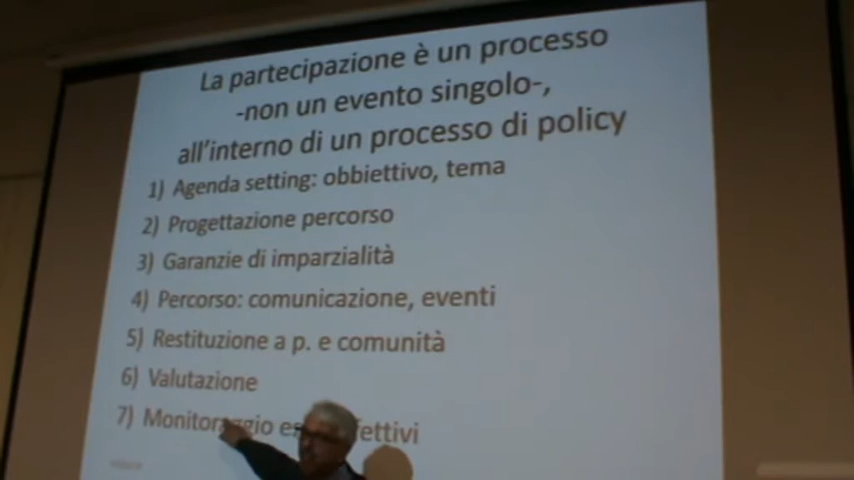 La partecipazione è un processo
-non un evento singolo-,
all'interno di un processo di policy
1) Agenda setting: obbiettivo, tema
2) Progettazione percorso
3) Garanzie di imparzialità
4) Percorso: comunicazione, eventi
5) Restituzione a p. e comunità
6) Valutazione
7) Monitoraggio